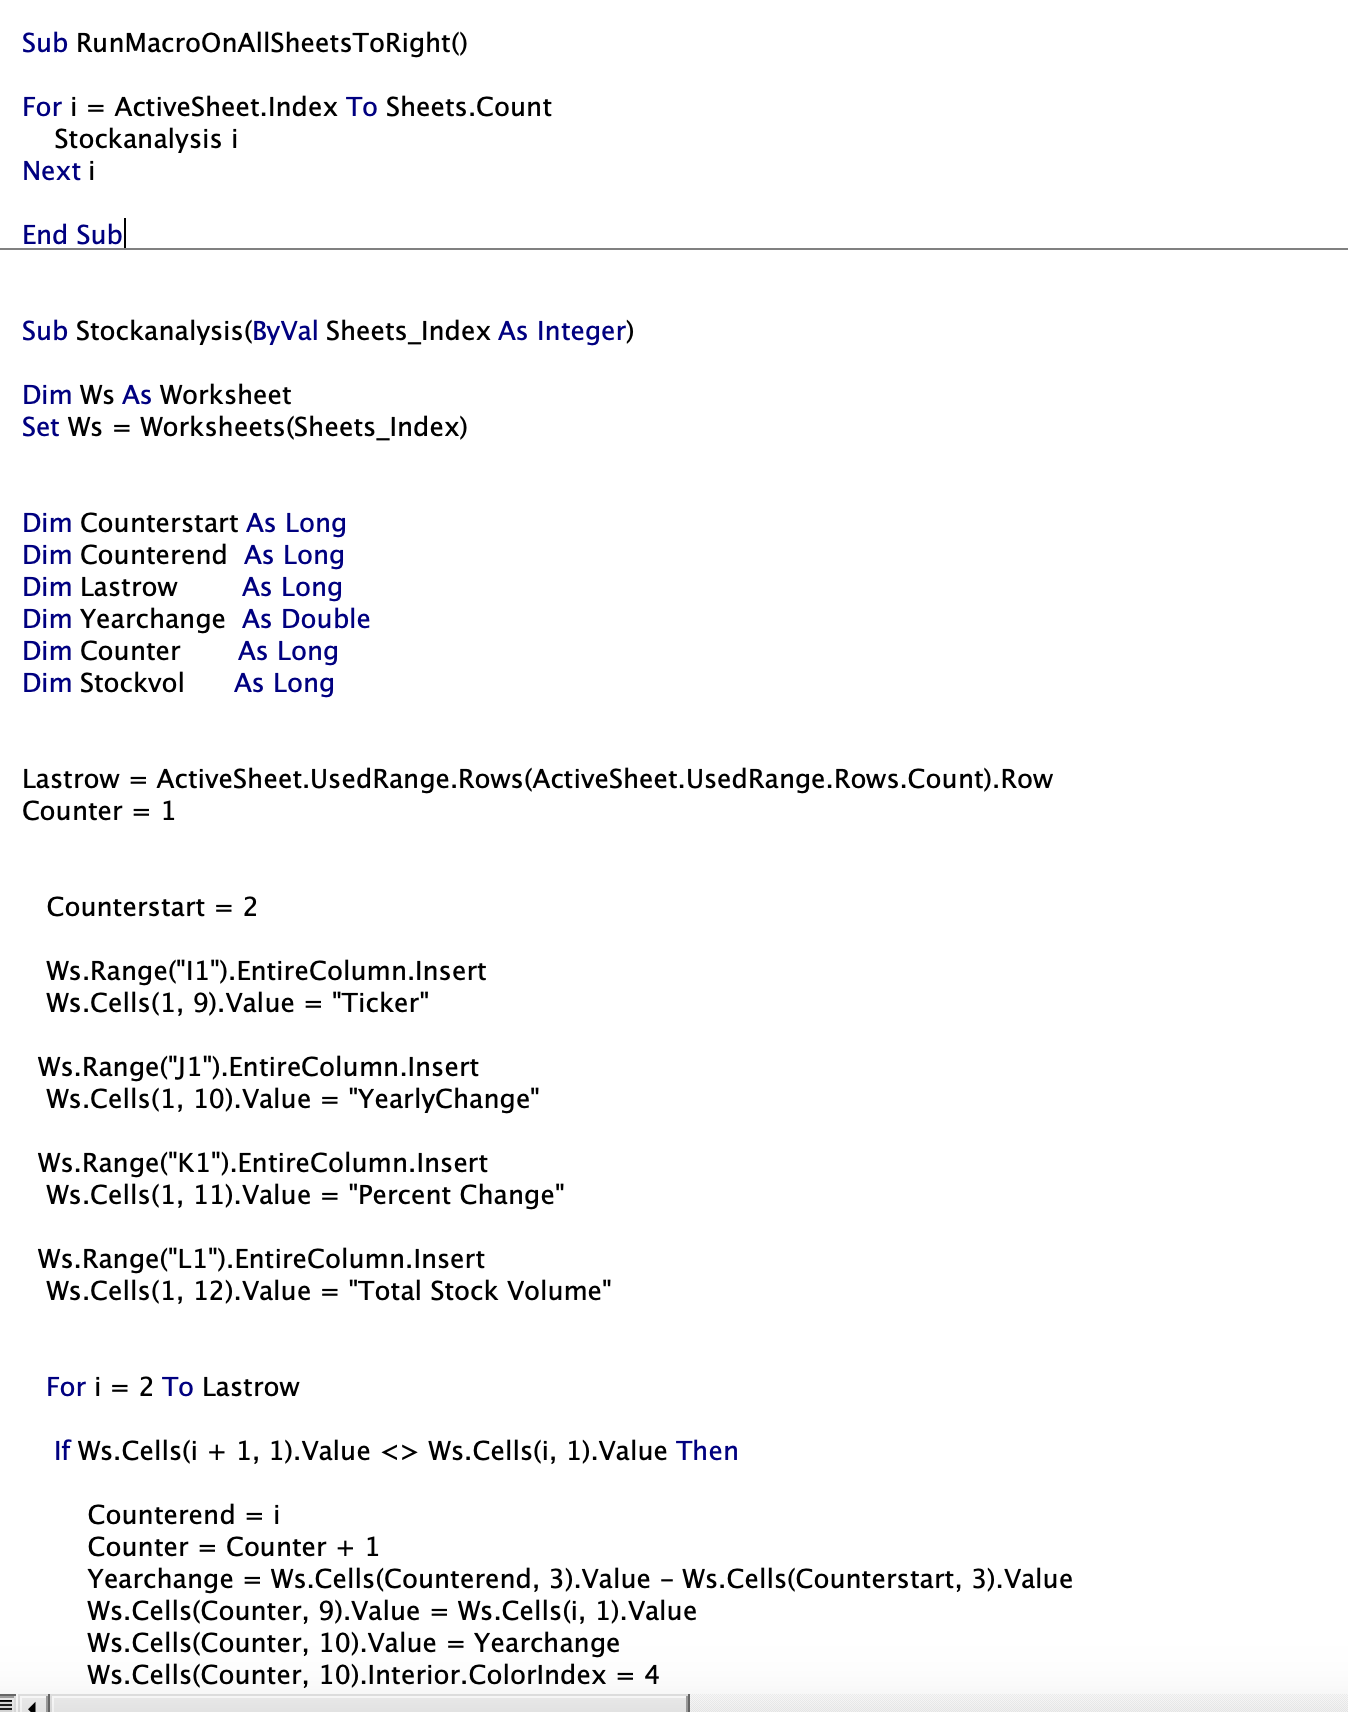 Sub RunMacroOnAllSheetsToRight()
For i = ActiveSheet.Index To Sheets.Count
Stockanalysis i
Next i
End Sub
Sub Stockanalysis(ByVal Sheets_Index As Integer)
Dim Ws As Worksheet
Set Ws = Worksheets(Sheets_Index)
Dim Counterstart As Long
Dim Counterend As Long
Dim Lastrow As Long
Dim Yearchange As Double
Dim Counter As Long
Dim Stockvol As Long
Lastrow = ActiveSheet.UsedRange.Rows(ActiveSheet.UsedRange.Rows.Count).Row
Counter = 1
Counterstart = 2
Ws.Range("I1").EntireColumn.Insert
Ws.Cells(1, 9).Value = "Ticker"
Ws.Range("J1").EntireColumn.Insert
Ws.Cells(1, 10).Value = "YearlyChange"
Ws.Range("K1").EntireColumn.Insert
Ws.Cells(1, 11).Value = "Percent Change"
Ws.Range("L1").EntireColumn.Insert
Ws.Cells(1, 12).Value = "Total Stock Volume"
For i = 2 To Lastrow
If Ws.Cells(i + 1, 1).Value <> Ws.Cells(i, 1).Value Then
Counterend = i
Counter = Counter + 1
Yearchange = Ws.Cells(Counterend, 3).Value - Ws.Cells(Counterstart, 3).Value
Ws.Cells(Counter, 9).Value = Ws.Cells(i, 1).Value
Ws.Cells(Counter, 10).Value = Yearchange
Ws.Cells(Counter, 10).Interior.ColorIndex = 4